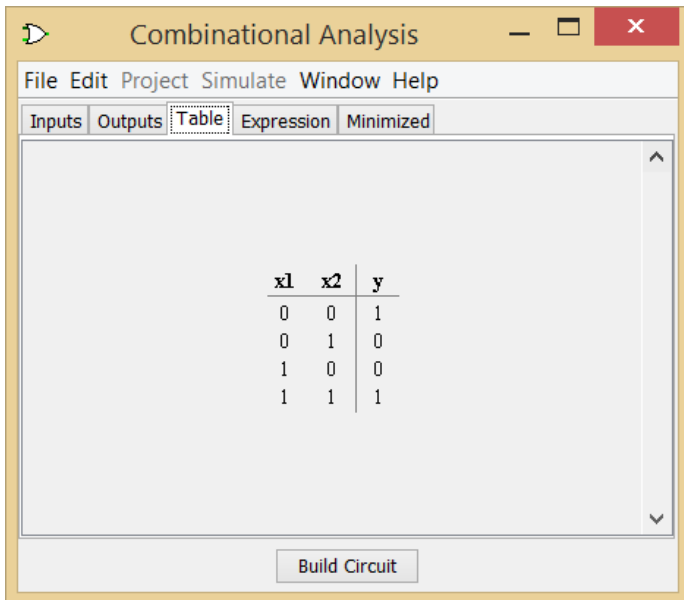 Combinational Analysis
File Edit Project Simulate Window Help
Inputs Outputs Table Expression Minimized
x1 x2 y
0 0 1
0 1 0
1 0 0
1 1 1
Build Circuit